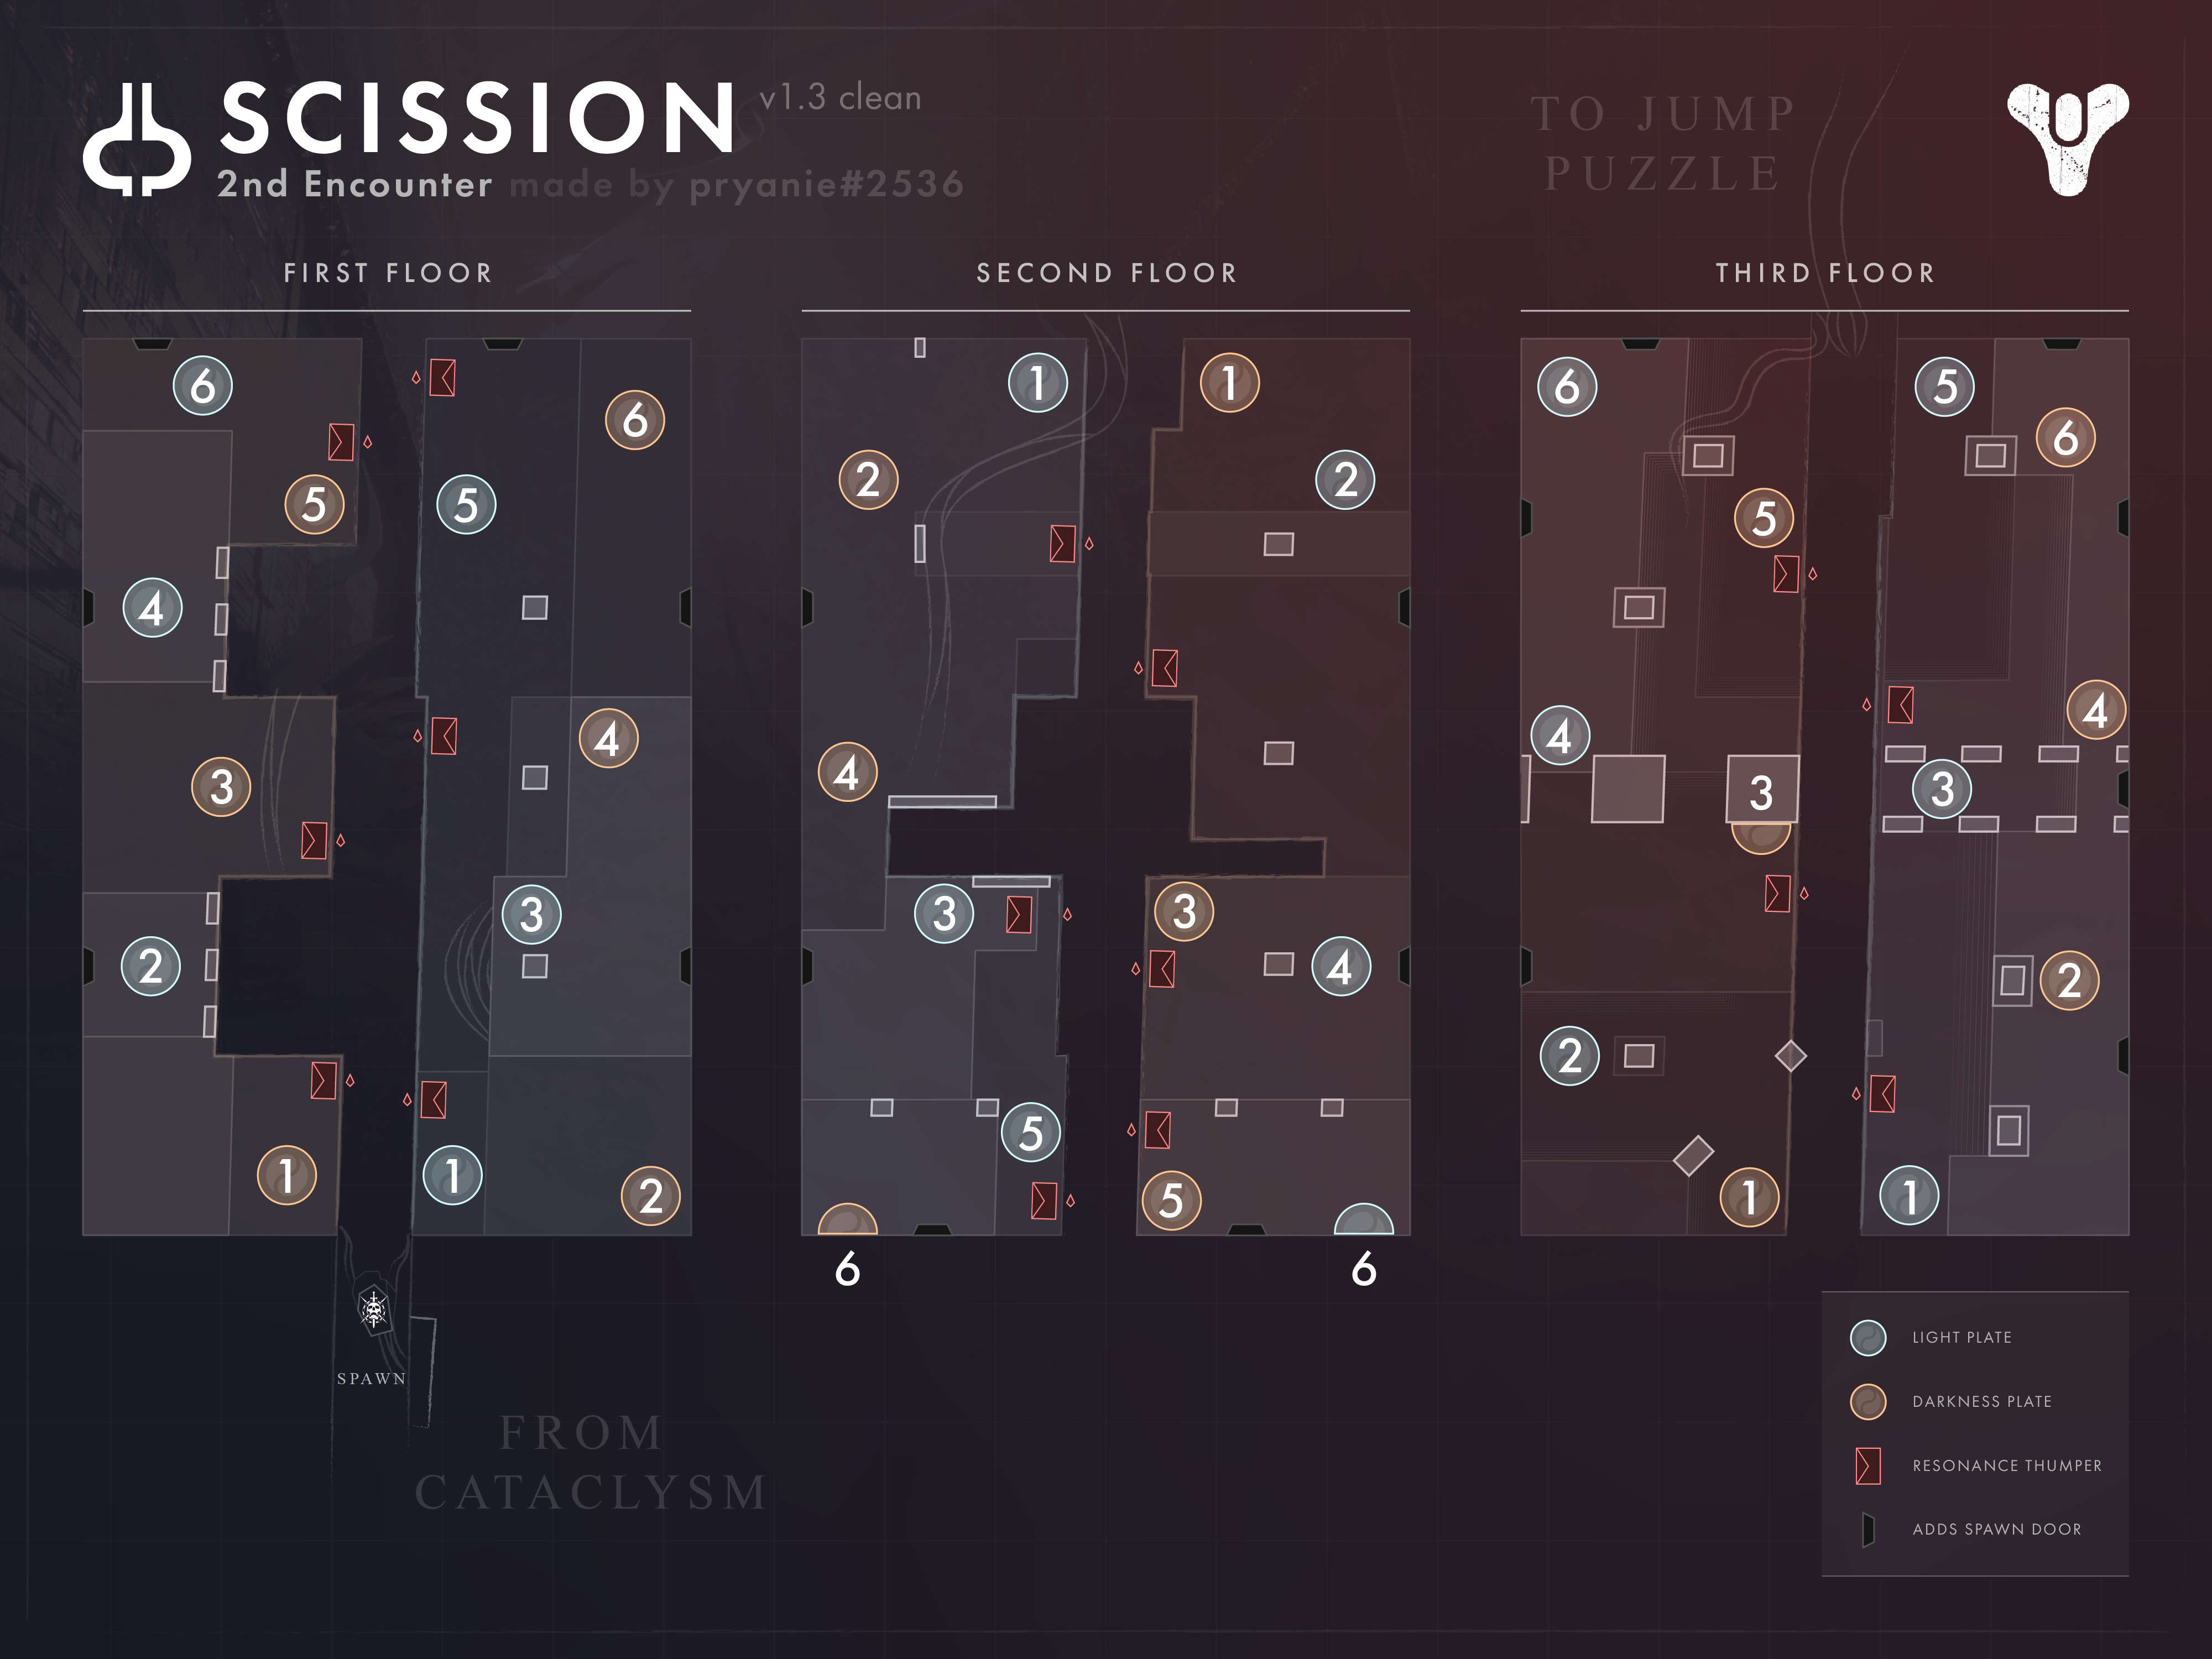 SCISSION v1.3 clean
2nd Encounter made by pryanie#2536
TO JUMP
PUZZLE
FIRST FLOOR
6
6
5
5
4
4
3
3
2
1
1
2
SPAWN
FROM
CATACLYSM
SECOND FLOOR
1
1
2
2
4
3
3
4
5
5
6
6
THIRD FLOOR
6
5
6
5
4
4
3
3
2
2
1
1
LIGHT PLATE
DARKNESS PLATE
RESONANCE THUMPER
ADDS SPAWN DOOR